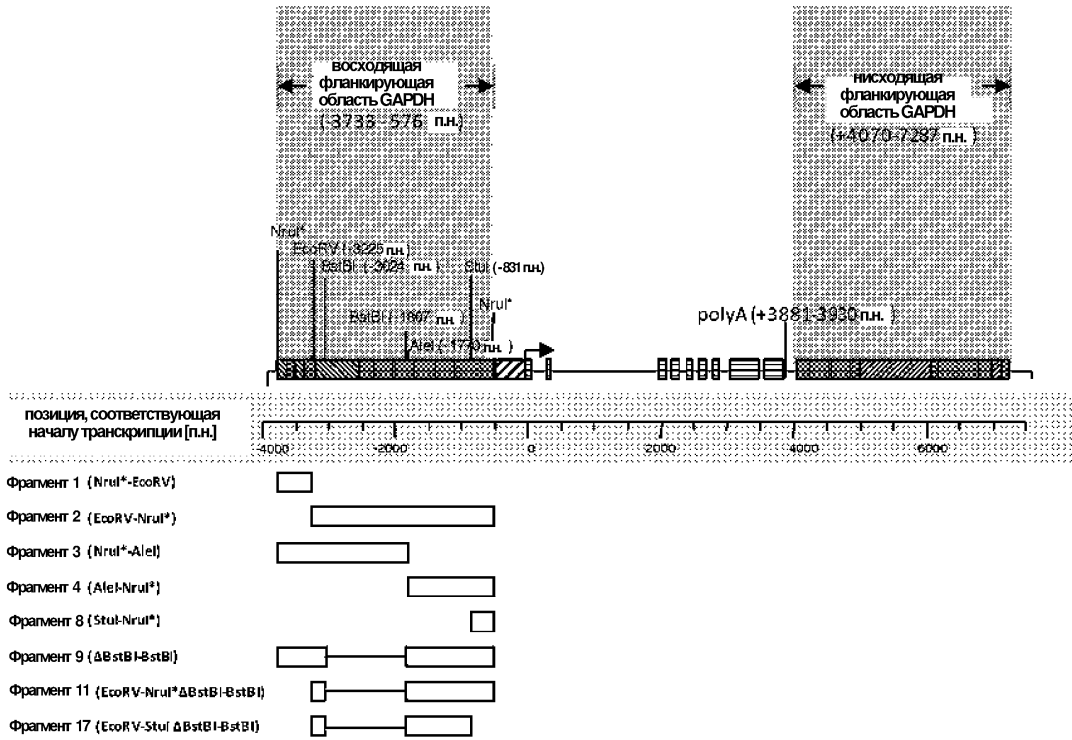 восходящая
фланкирующая
область GAPDH
(-3733 -576 п.н.)
нисходящая
фланкирующая
область GAPDH
(+4070-7287 п.н.)
NruI*
EcoRV (-3225 п.н.)
BstBI (-3024 п.н.)
StuI (-831 п.н.)
NruI*
BstBI (-1807 п.н.)
AleI (-1770 п.н.)
polyA (+3881-3930 п.н.)
позиция, соответствующая
началу транскрипции [п.н.]
-4000 -2000 0 2000 4000 6000
Фрагмент 1 (NruI*-EcoRV)
Фрагмент 2 (EcoRV-NruI*)
Фрагмент 3 (NruI*-AleI)
Фрагмент 4 (AleI-NruI*)
Фрагмент 8 (StuI-NruI*)
Фрагмент 9 (ΔBstBI-BstBI)
Фрагмент 11 (EcoRV-NruI*ΔBstBI-BstBI)
Фрагмент 17 (EcoRV-StuI ΔBstBI-BstBI)